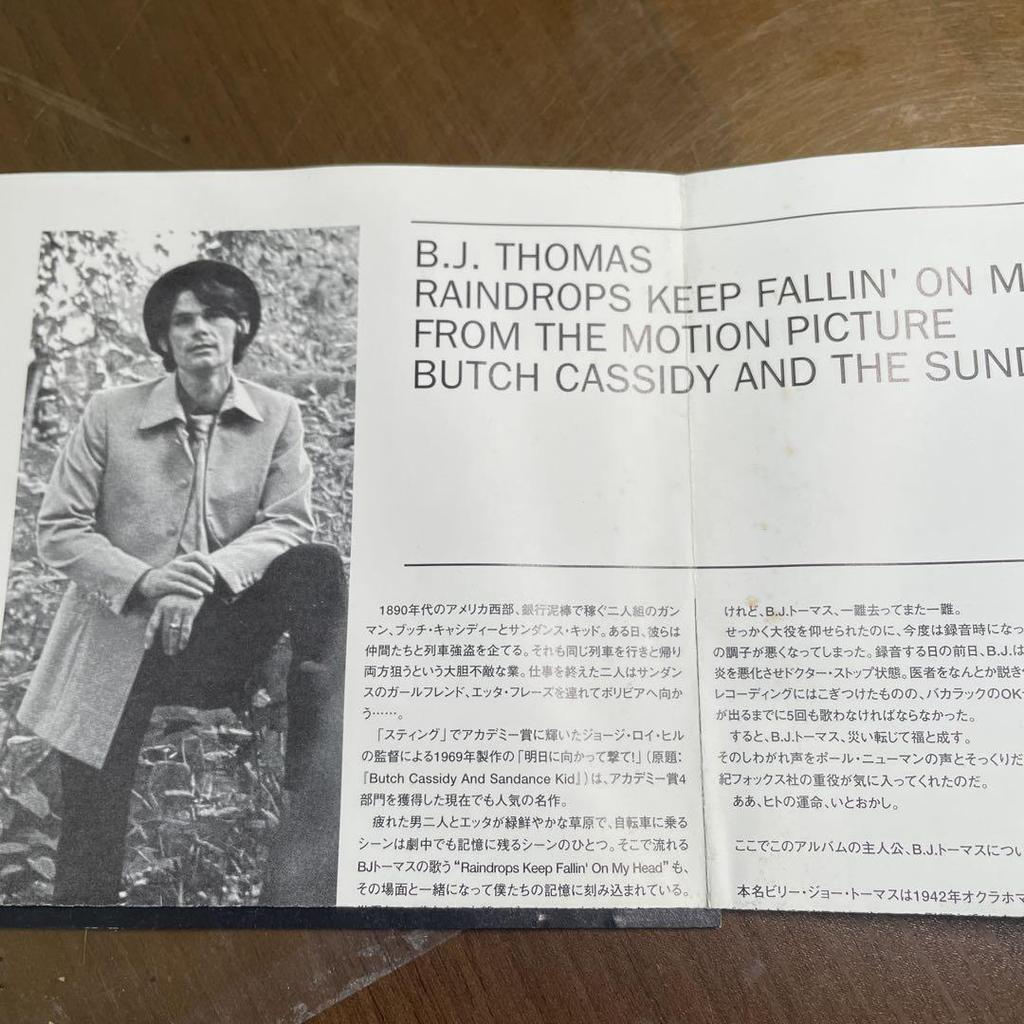 B.J. THOMAS
RAINDROPS KEEP FALLIN' ON M
FROM THE MOTION PICTURE
BUTCH CASSIDY AND THE SUND
1890年代のアメリカ西部、銀行泥棒で稼ぐ二人組のガン
マン、ブッチ・キャシディーとサンダンス・キッド。ある日、彼らは
仲間たちと列車強盗を企てる。それも同じ列車を行きと帰り
両方狙うという大胆不敵な業。仕事を終えた二人はサンダン
スのガールフレンド、エッタ・プレーズを連れてボリビアへ向か
う……。
「スティング」でアカデミー賞に輝いたジョージ・ロイ・ヒル
の監督による1969年製作の「明日に向かって撃て!」(原題:
『Butch Cassidy And Sandance Kid』)は、アカデミー賞4
部門を獲得した現在でも人気の名作。
疲れた男二人とエッタが緑鮮やかな草原で、自転車に乗る
シーンは劇中でも記憶に残るシーンのひとつ。そこで流れる
BJトーマスの歌う“Raindrops Keep Fallin' On My Head”も、
その場面と一緒になって僕たちの記憶に刻み込まれている。
けれど、B.J.トーマス、一難去ってまた一難。
せっかく大役を仰せられたのに、今度は録音時になっ
の調子が悪くなってしまった。録音する日の前日、B.J.は
炎を悪化させドクター・ストップ状態。医者をなんとか説き
レコーディングにはこぎつけたものの、バカラックのOK
が出るまでに5回も歌わなければならなかった。
すると、B.J.トーマス、災い転じて福と成す。
そのしわがれ声をポール・ニューマンの声とそっくりだ
紀フォックス社の重役が気に入ってくれたのだ。
ああ、ヒトの運命、いとおかし。
ここでこのアルバムの主人公、B.J.トーマスについ
本名ビリー・ジョー・トーマスは1942年オクラホマ